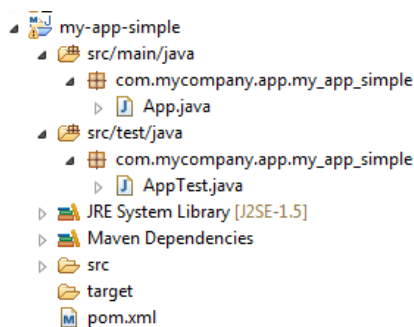 my-app-simple
src/main/java
com.mycompany.app.my_app_simple
App.java
src/test/java
com.mycompany.app.my_app_simple
AppTest.java
JRE System Library [J2SE-1.5]
Maven Dependencies
src
target
pom.xml